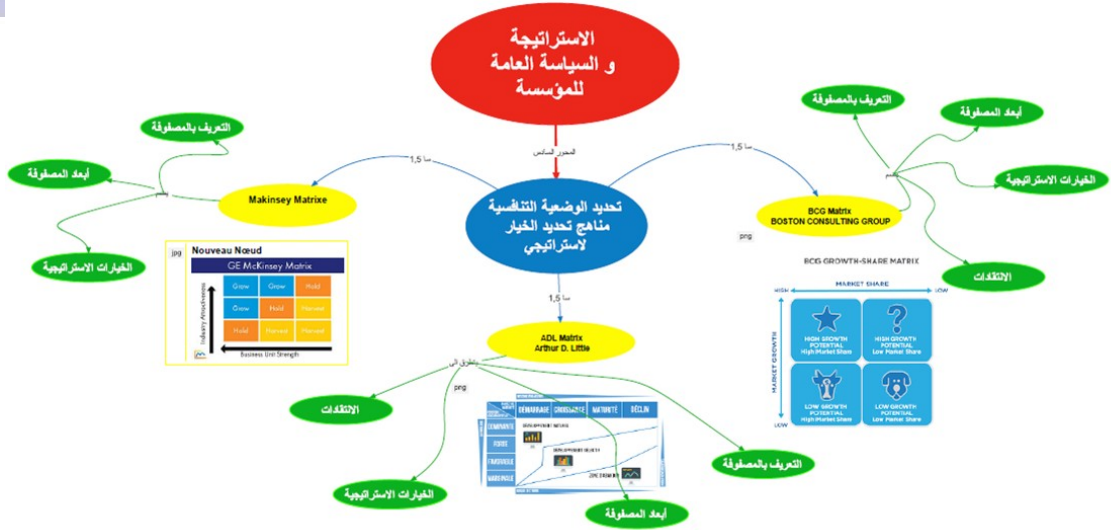 الاستراتيجة
و السياسة العامة
للمؤسسة
المحور السادس
تحديد الوضعية التنافسية
مناهج تحديد الخيار
لاستراتيجي
سا 1,5
BCG Matrix
BOSTON CONSULTING GROUP
التعريف بالمصفوفة
أبعاد المصفوفة
الخيارات الاستراتيجية
الانتقادات
png
BCG GROWTH-SHARE MATRIX
HIGH
MARKET SHARE
LOW
MARKET GROWTH
HIGH GROWTH
POTENTIAL
High Market Share
HIGH GROWTH
POTENTIAL
Low Market Share
LOW GROWTH
POTENTIAL
High Market Share
LOW GROWTH
POTENTIAL
Low Market Share
LOW
سا 1,5
Makinsey Matrixe
التعريف بالمصفوفة
أبعاد المصفوفة
الخيارات الاستراتيجية
jpg
Nouveau Nœud
GE McKinsey Matrix
Industry Attractiveness
Grow
Grow
Hold
Grow
Hold
Harvest
Hold
Harvest
Harvest
Business Unit Strength
سا 1,5
ADL Matrix
Arthur D. Little
الانتقادات
الخيارات الاستراتيجية
أبعاد المصفوفة
التعريف بالمصفوفة
png
DÉMARRAGE
CROISSANCE
MATURITÉ
DÉCLIN
DOMINANTE
FORTE
FAVORABLE
MARGINALE
DÉVELOPPEMENT NATUREL